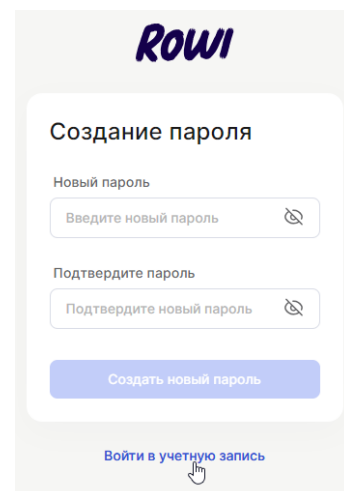 Rowi
Создание пароля
Новый пароль
Введите новый пароль
Подтвердите пароль
Подтвердите новый пароль
Создать новый пароль
Войти в учетную запись